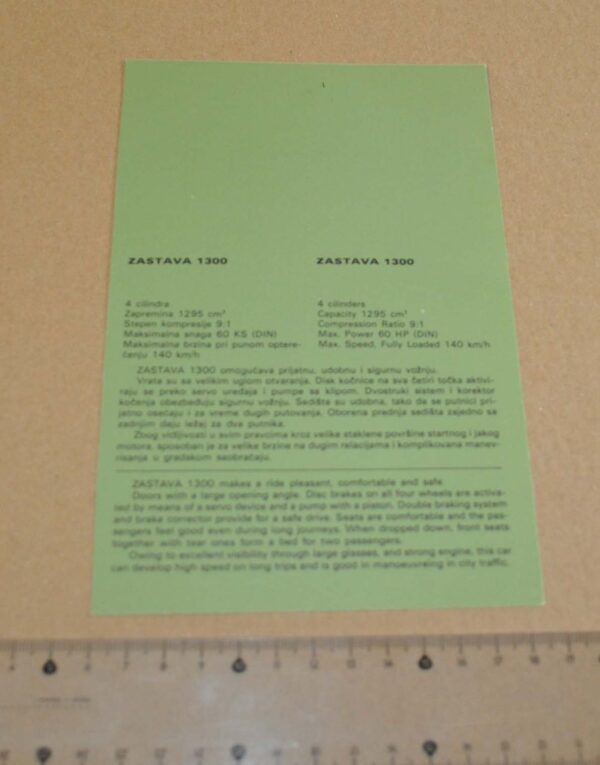 ZASTAVA 1300
4 cilindra
Zapremina 1295 cm³
Stepen kompresije 9:1
Maksimalna snaga 60 KS (DIN)
Maksimalna brzina pri punom optere-
ćenju 140 km/h
ZASTAVA 1300
4 cilinders
Capacity 1295 cm³
Compression Ratio 9:1
Max. Power 60 HP (DIN)
Max. Speed, Fully Loaded 140 km/h
ZASTAVA 1300 omogućava prijatnu, udobnu i sigurnu vožnju.
Vrata su sa velikim uglom otvaranja. Disk kočnice na sva četiri točka aktivi-
raju se preko servo uređaja i pumpe sa klipom. Dvostruki sistem i korektor
kočenja obezbeđuju sigurnu vožnju. Sedišta su udobna, tako da se putnici pri-
jatno osećaju i za vreme dugih putovanja. Oborena prednja sedišta zajedno sa
zadnjim daju ležaj za dva putnika.
Zbog vidljivosti u svim pravcima kroz velike staklene površine startnog i jakog
motora, sposoban je za velike brzine na dugim relacijama i komplikovana manev-
risanja u gradskom saobraćaju.
ZASTAVA 1300 makes a ride pleasant, comfortable and safe
Doors with a large opening angle. Disc brakes on all four wheels are activa-
ted by means of a servo device and a pump with a piston. Double braking system
and brake corrector provide for a safe drive. Seats are comfortable and the pas-
sengers feel good even during long journeys. When dropped down, front seats
together with rear ones form a bed for two passengers.
Owing to excellent visibility through large glasses, and strong engine, this car
can develop high speed on long trips and is good in manoeuvreing in city traffic.